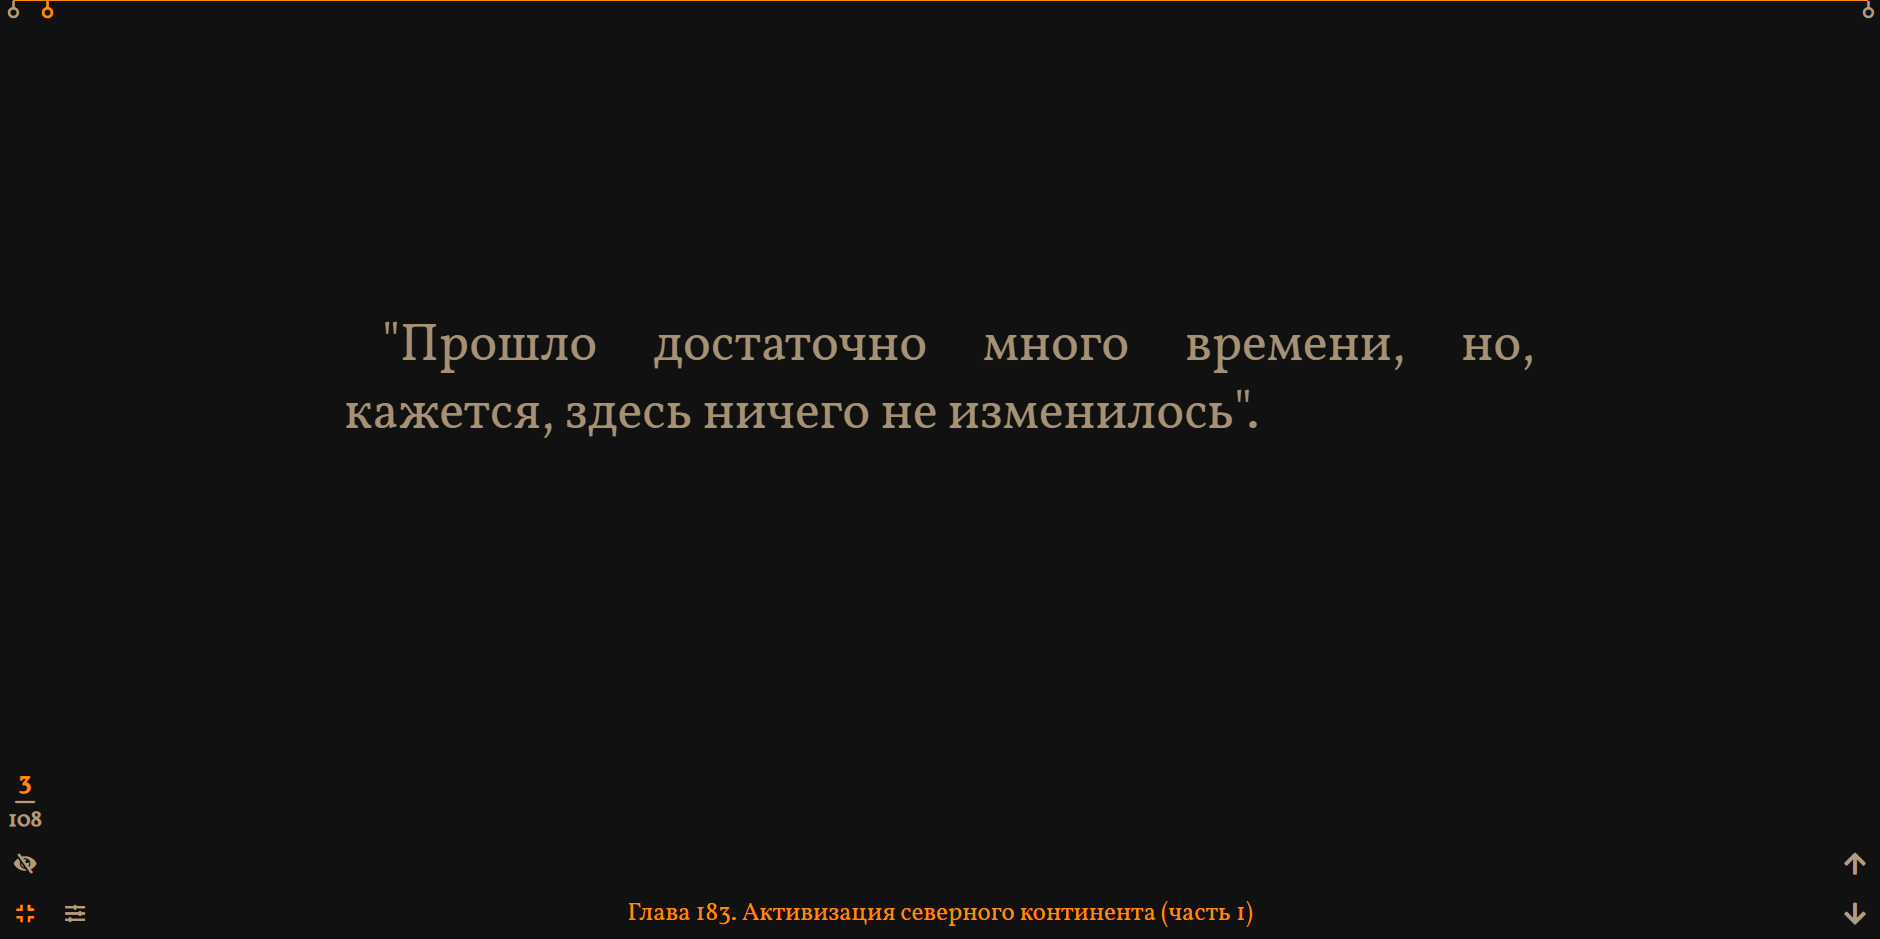 "Прошло достаточно много времени, но,
кажется, здесь ничего не изменилось".
3
108
Глава 183. Активизация северного континента (часть 1)